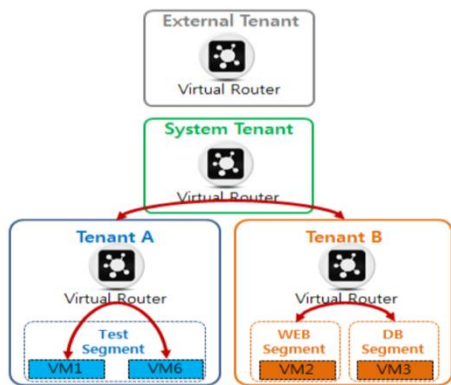 External Tenant
Virtual Router
System Tenant
Virtual Router
Tenant A
Virtual Router
Test
Segment
VM1
VM6
Tenant B
Virtual Router
WEB
Segment
VM2
DB
Segment
VM3